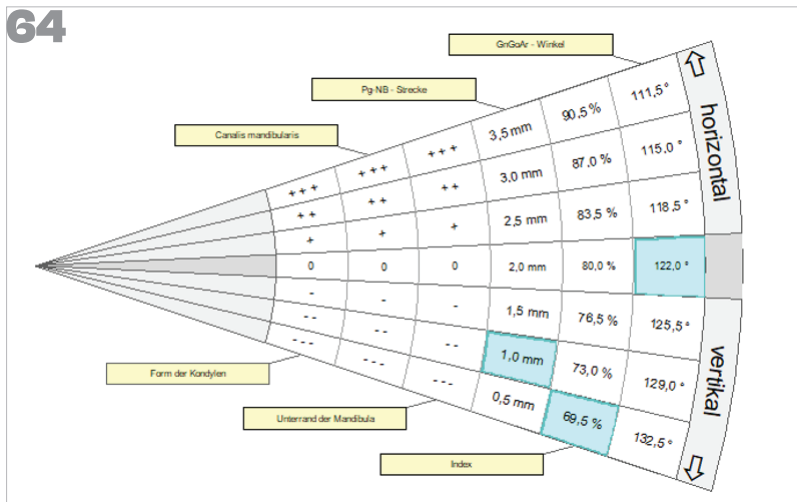 64
GnGoAr - Winkel
Pg-NB - Strecke
Canalis mandibularis
+++ +++ +++ 3,5 mm 90,5 % 111,5 °
++ ++ ++ 3,0 mm 87,0 % 115,0 °
+ + + 2,5 mm 83,5 % 118,5 °
0 0 0 2,0 mm 80,0 % 122,0 °
- - - 1,5 mm 76,5 % 125,5 °
-- -- -- 1,0 mm 73,0 % 129,0 °
--- --- --- 0,5 mm 69,5 % 132,5 °
horizontal
vertikal
Form der Kondylen
Unterrand der Mandibula
Index